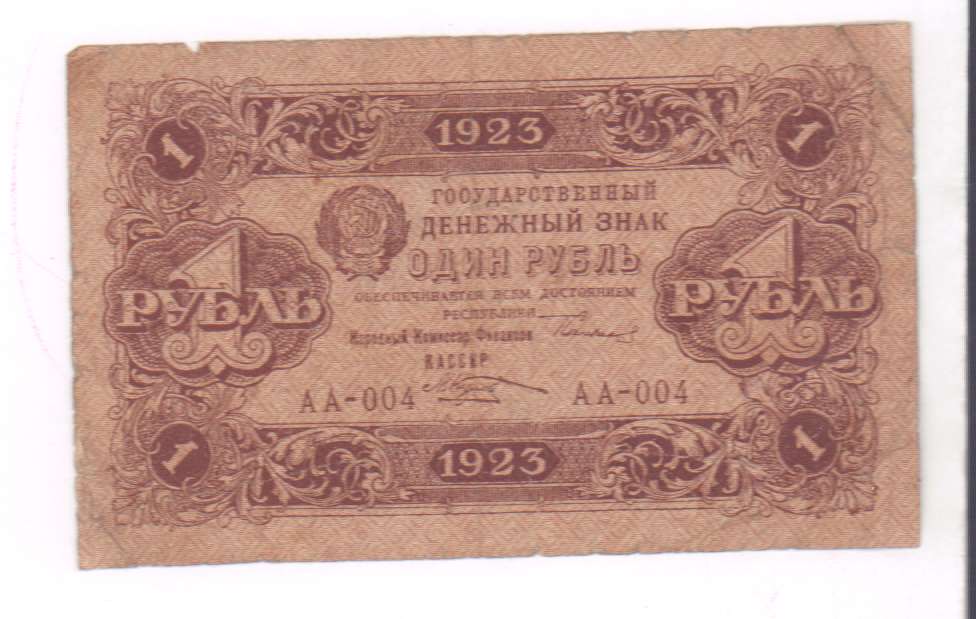 1 1923 1
ГОСУДАРСТВЕННЫЙ
ДЕНЕЖНЫЙ ЗНАК
ОДИН РУБЛЬ
ОБЕСПЕЧИВАЕТСЯ ВСЕМ ДОСТОЯНИЕМ
РЕСПУБЛИКИ
1 РУБЛЬ 1 РУБЛЬ
Народный Комиссар Финансов
КАССИР
АА-004 АА-004
1 1923 1